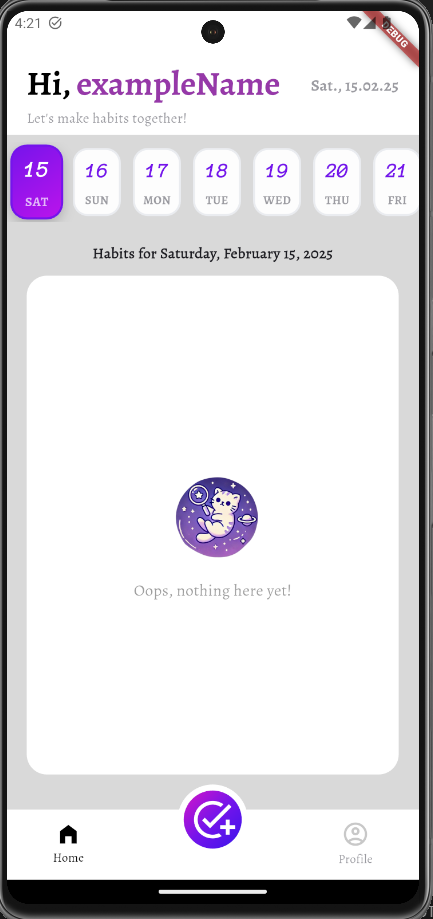 4:21
DEBUG
Hi, exampleName
Sat., 15.02.25
Let's make habits together!
15 16 17 18 19 20 21
SAT SUN MON TUE WED THU FRI
Habits for Saturday, February 15, 2025
Oops, nothing here yet!
Home
Profile